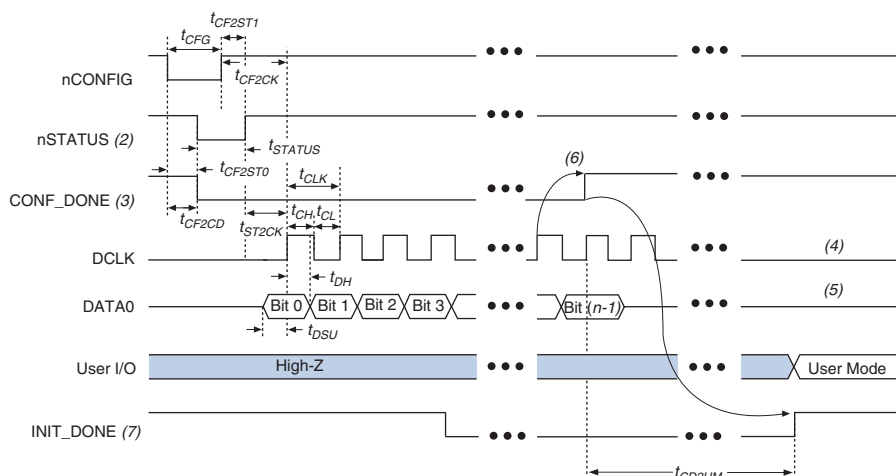 tCF2ST1
tCFG
tCF2CK
nCONFIG
nSTATUS (2)
tSTATUS
tCF2ST0
(6)
tCLK
CONF_DONE (3)
tCF2CD
tCH
tCL
tST2CK
DCLK
(4)
tDH
DATA0
Bit 0
Bit 1
Bit 2
Bit 3
Bit (n-1)
(5)
tDSU
User I/O
High-Z
User Mode
INIT_DONE (7)
tCD2UM